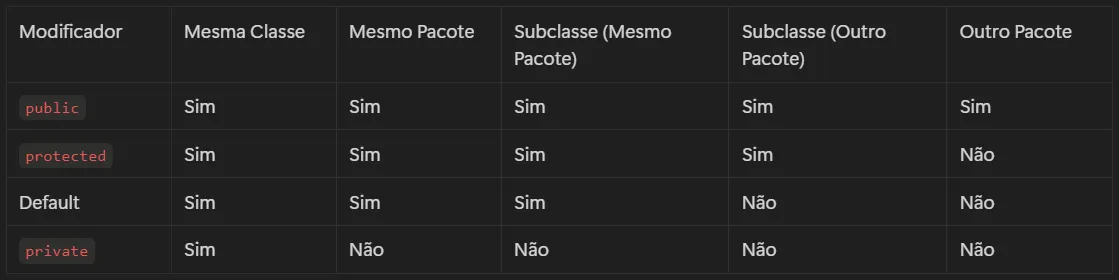 Modificador Mesma Classe Mesmo Pacote Subclasse (Mesmo Pacote) Subclasse (Outro Pacote) Outro Pacote
public Sim Sim Sim Sim Sim
protected Sim Sim Sim Sim Não
Default Sim Sim Sim Não Não
private Sim Não Não Não Não